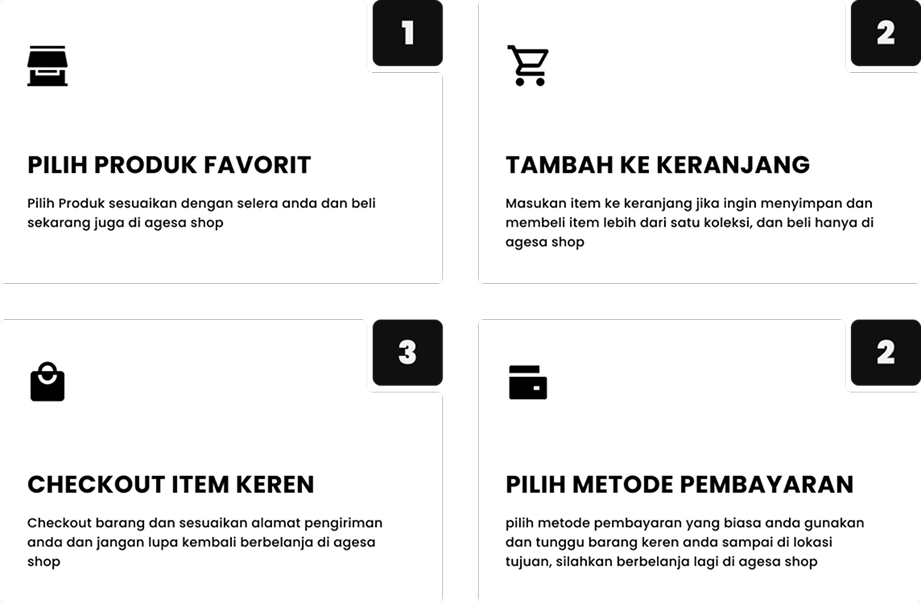 1
PILIH PRODUK FAVORIT
Pilih Produk sesuaikan dengan selera anda dan beli
sekarang juga di agesa shop
2
TAMBAH KE KERANJANG
Masukan item ke keranjang jika ingin menyimpan dan
membeli item lebih dari satu koleksi, dan beli hanya di
agesa shop
3
CHECKOUT ITEM KEREN
Checkout barang dan sesuaikan alamat pengiriman
anda dan jangan lupa kembali berbelanja di agesa
shop
2
PILIH METODE PEMBAYARAN
pilih metode pembayaran yang biasa anda gunakan
dan tunggu barang keren anda sampai di lokasi
tujuan, silahkan berbelanja lagi di agesa shop